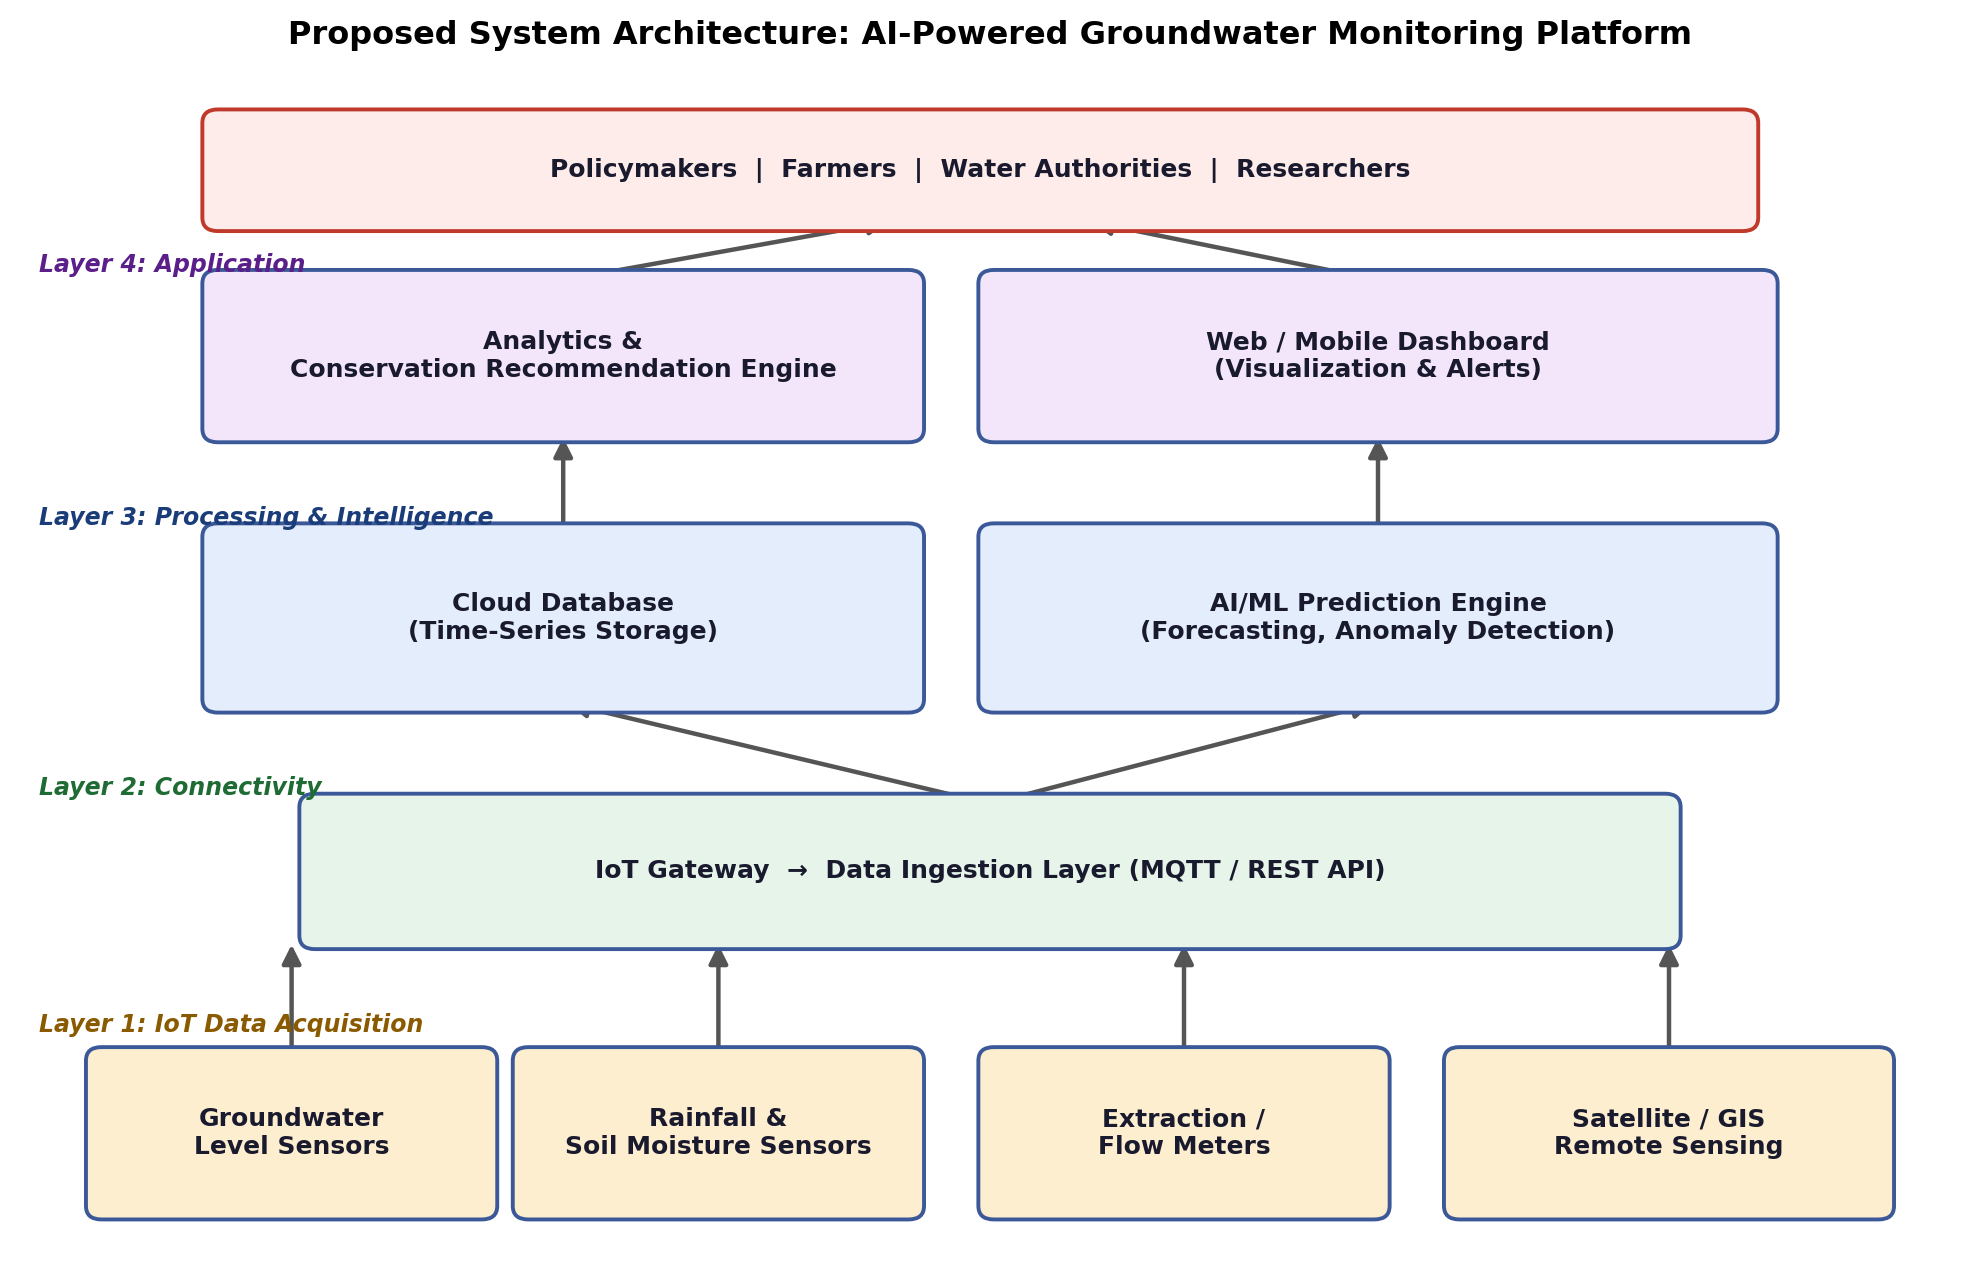 Proposed System Architecture: AI-Powered Groundwater Monitoring Platform
Policymakers | Farmers | Water Authorities | Researchers
Layer 4: Application
Analytics &
Conservation Recommendation Engine
Web / Mobile Dashboard
(Visualization & Alerts)
Layer 3: Processing & Intelligence
Cloud Database
(Time-Series Storage)
AI/ML Prediction Engine
(Forecasting, Anomaly Detection)
Layer 2: Connectivity
IoT Gateway → Data Ingestion Layer (MQTT / REST API)
Layer 1: IoT Data Acquisition
Groundwater
Level Sensors
Rainfall &
Soil Moisture Sensors
Extraction /
Flow Meters
Satellite / GIS
Remote Sensing